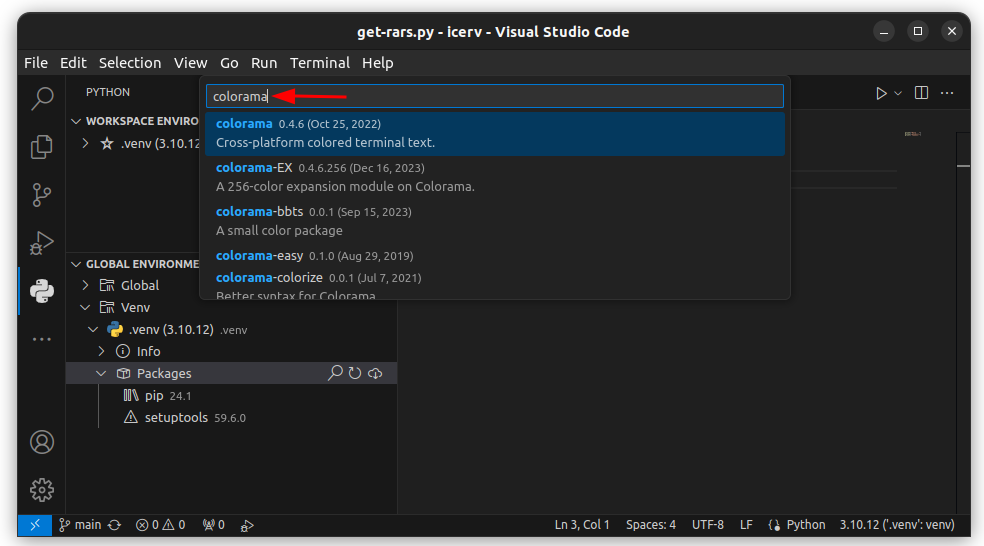 get-rars.py - icerv - Visual Studio Code
File Edit Selection View Go Run Terminal Help
PYTHON
WORKSPACE ENVIRO
.venv (3.10.12
colorama
colorama 0.4.6 (Oct 25, 2022)
Cross-platform colored terminal text.
colorama-EX 0.4.6.256 (Dec 16, 2023)
A 256-color expansion module on Colorama.
colorama-bbts 0.0.1 (Sep 15, 2023)
A small color package
colorama-easy 0.1.0 (Aug 29, 2019)
colorama-colorize 0.0.1 (Jul 7, 2021)
Better syntax for Colorama
GLOBAL ENVIRONME
Global
Venv
.venv (3.10.12) .venv
Info
Packages
pip 24.1
setuptools 59.6.0
main 0 0 0 Ln 3, Col 1 Spaces: 4 UTF-8 LF Python 3.10.12 ('.venv': venv)